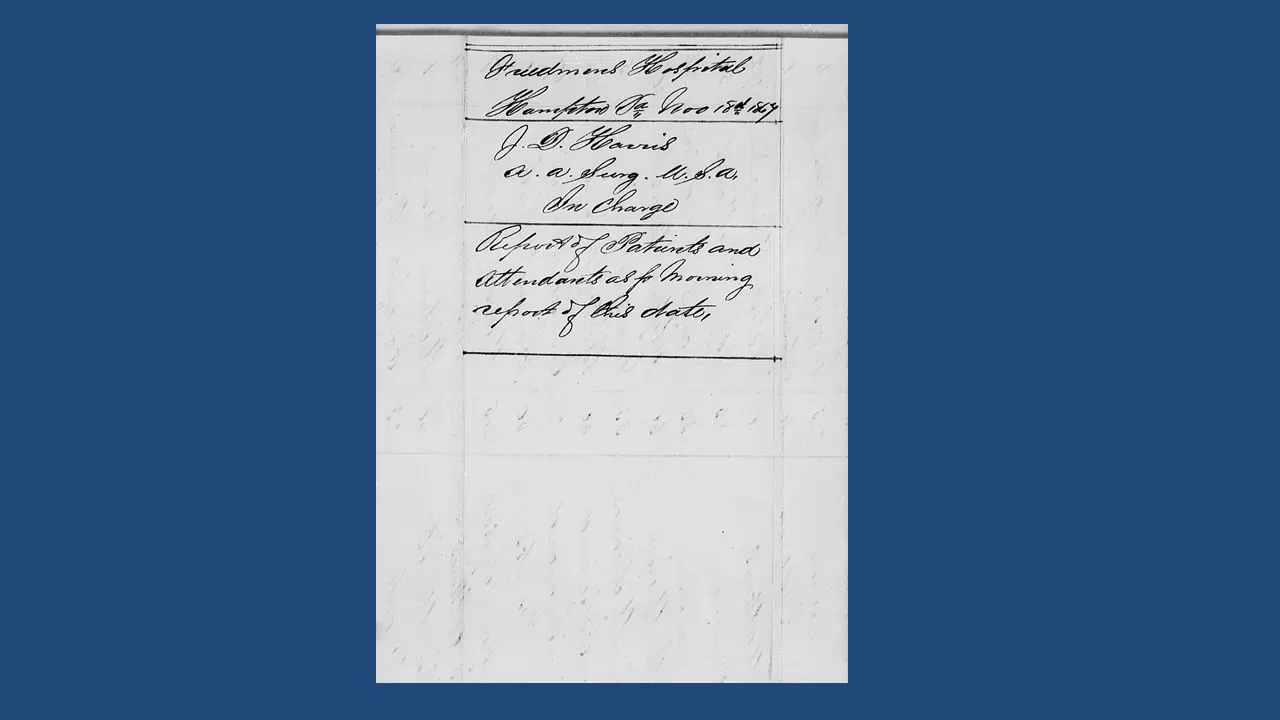 Freedmens Hospital
Hampton Va Nov 18th 1867
J. D. Harris
A. A. Surg. U.S.A.
In Charge
Report of Patients and
Attendants as pr Morning
report of this date,